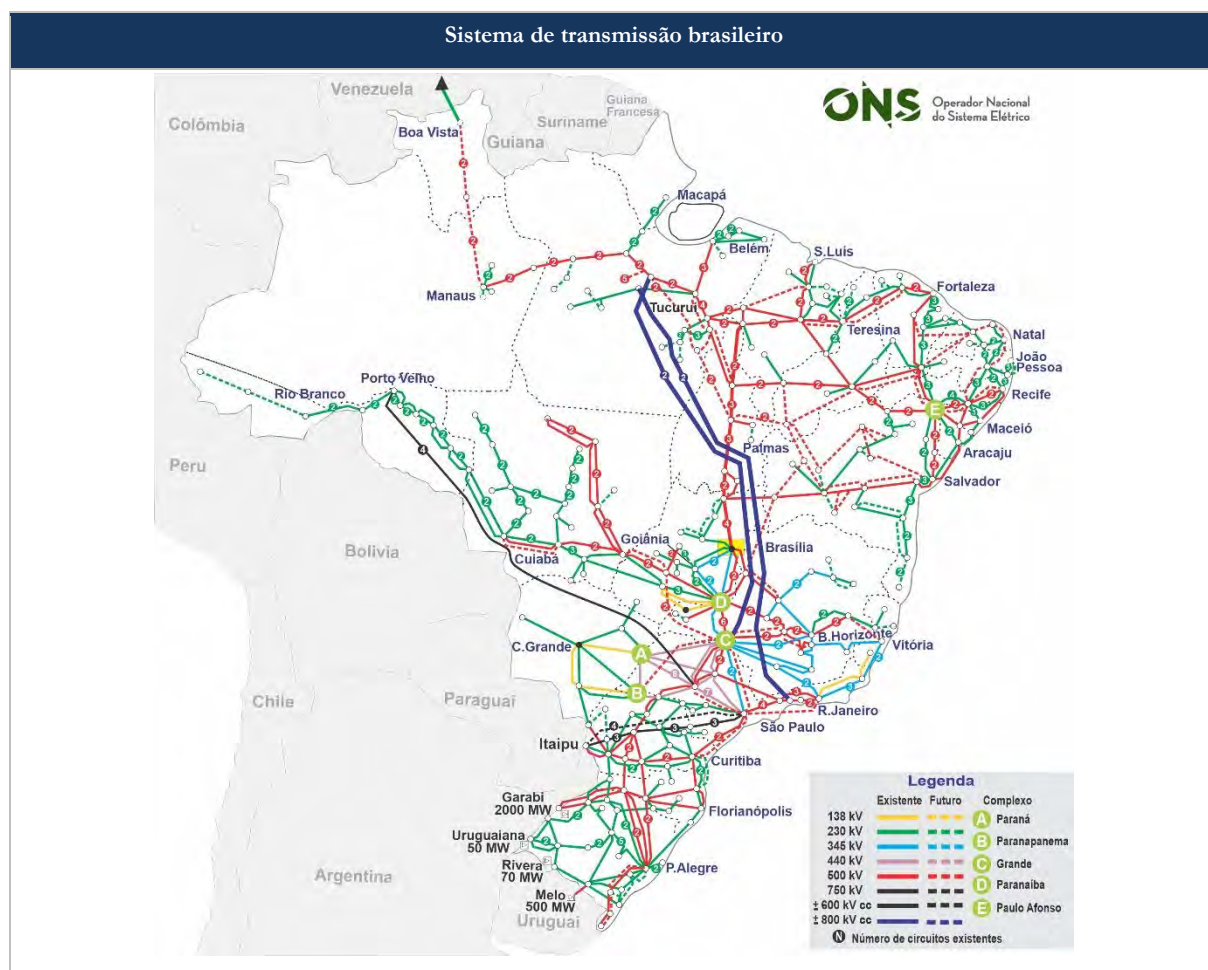 Sistema de transmissão brasileiro
Venezuela
Guiana
Francesa
ONS
Operador Nacional
do Sistema Elétrico
Colômbia
Suriname
Boa Vista
Guiana
Macapá
Belém
S.Luis
Manaus
Fortaleza
Tucuruí
Teresina
Natal
João
Pessoa
Porto Velho
Rio Branco
Recife
E
Maceió
Palmas
Aracaju
Peru
Salvador
Goiânia
Brasília
Bolivia
Cuiabá
D
C
B.Horizonte
Vitória
C.Grande
A
B
Chile
Paraguai
R.Janeiro
São Paulo
Itaipu
Curitiba
Garabi
2000 MW
Florianópolis
Uruguaiana
50 MW
Rivera
70 MW
P.Alegre
Melo
500 MW
Argentina
Uruguai
Legenda
Existente Futuro Complexo
138 kV A Paraná
230 kV
345 kV B Paranapanema
440 kV C Grande
500 kV
750 kV D Paranaíba
± 600 kV cc E Paulo Afonso
± 800 kV cc
N Número de circuitos existentes